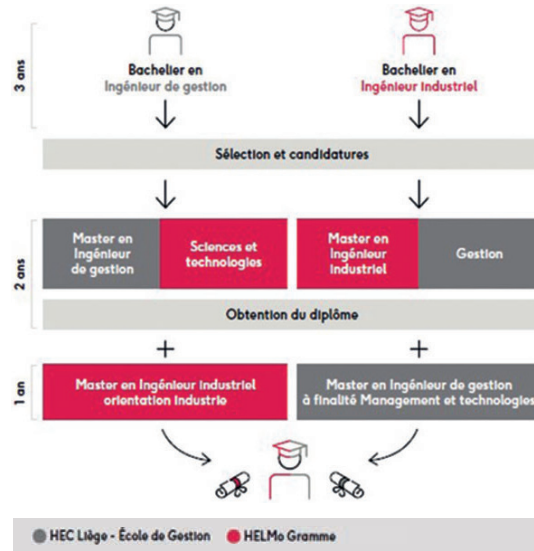 3 ans
Bachelier en
Ingénieur de gestion
Bachelier en
Ingénieur industriel
Sélection et candidatures
2 ans
Master en
Ingénieur
de gestion
Sciences et
technologies
Master en
Ingénieur
industriel
Gestion
Obtention du diplôme
+
+
1 an
Master en Ingénieur industriel
orientation industrie
Master en Ingénieur de gestion
à finalité Management et technologies
HEC Liège - École de Gestion
HELMo Gramme